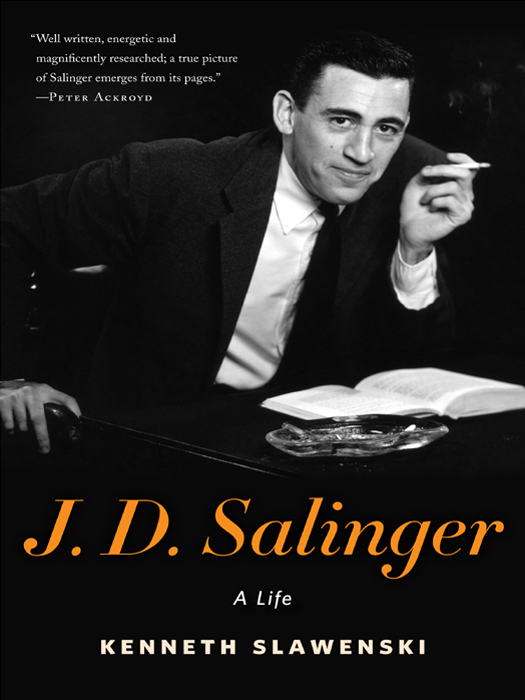 “Well written, energetic and
magnificently researched; a true picture
of Salinger emerges from its pages.”
—Peter Ackroyd
J. D. Salinger
A Life
KENNETH SLAWENSKI